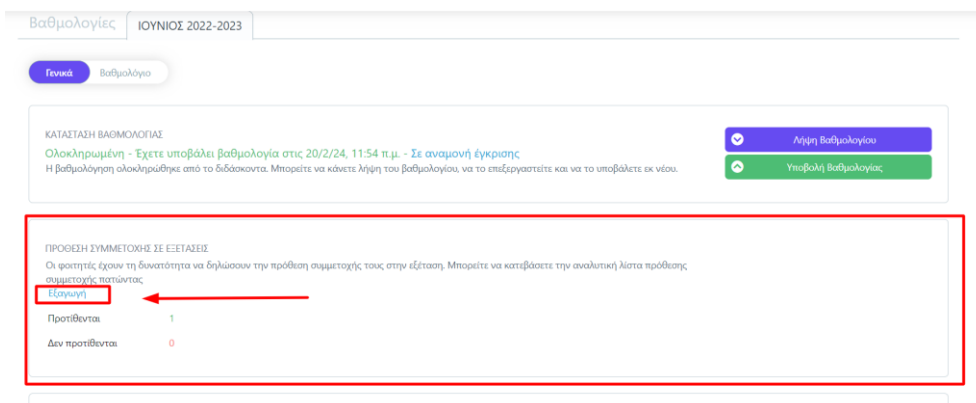 Βαθμολογίες
ΙΟΥΝΙΟΣ 2022-2023
Γενικά
Βαθμολόγιο
ΚΑΤΑΣΤΑΣΗ ΒΑΘΜΟΛΟΓΙΑΣ
Ολοκληρωμένη - Έχετε υποβάλει βαθμολογία στις 20/2/24, 11:54 π.μ. - Σε αναμονή έγκρισης
Η βαθμολόγηση ολοκληρώθηκε από το διδάσκοντα. Μπορείτε να κάνετε λήψη του βαθμολογίου, να το επεξεργαστείτε και να το υποβάλετε εκ νέου.
Λήψη Βαθμολογίου
Υποβολή Βαθμολογίας
ΠΡΟΘΕΣΗ ΣΥΜΜΕΤΟΧΗΣ ΣΕ ΕΞΕΤΑΣΕΙΣ
Οι φοιτητές έχουν τη δυνατότητα να δηλώσουν την πρόθεση συμμετοχής τους στην εξέταση. Μπορείτε να κατεβάσετε την αναλυτική λίστα πρόθεσης
συμμετοχής πατώντας
Εξαγωγή
Προτίθενται 1
Δεν προτίθενται 0